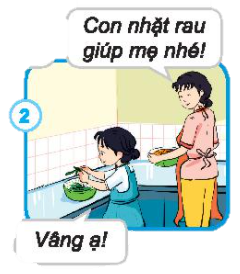 Con nhặt rau
giúp mẹ nhé!
2
Vâng ạ!